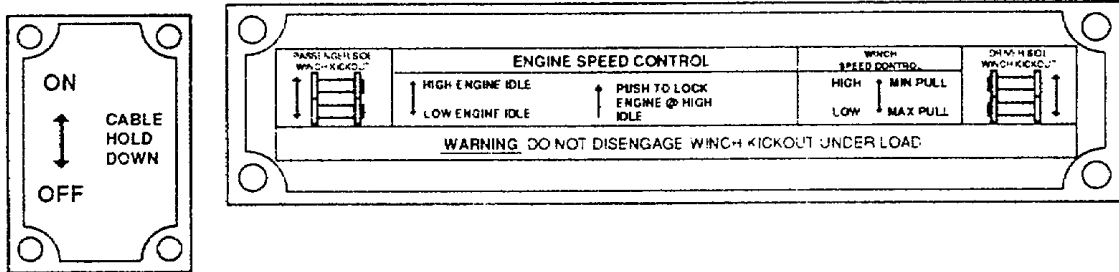 ON
CABLE
HOLD
DOWN
OFF
PASSENGER SIDE
WINCH KICKOUT
ENGINE SPEED CONTROL
HIGH ENGINE IDLE
LOW ENGINE IDLE
PUSH TO LOCK
ENGINE @ HIGH
IDLE
WINCH
SPEED CONTROL
HIGH MIN PULL
LOW MAX PULL
DRIVER SIDE
WINCH KICKOUT
WARNING DO NOT DISENGAGE WINCH KICKOUT UNDER LOAD